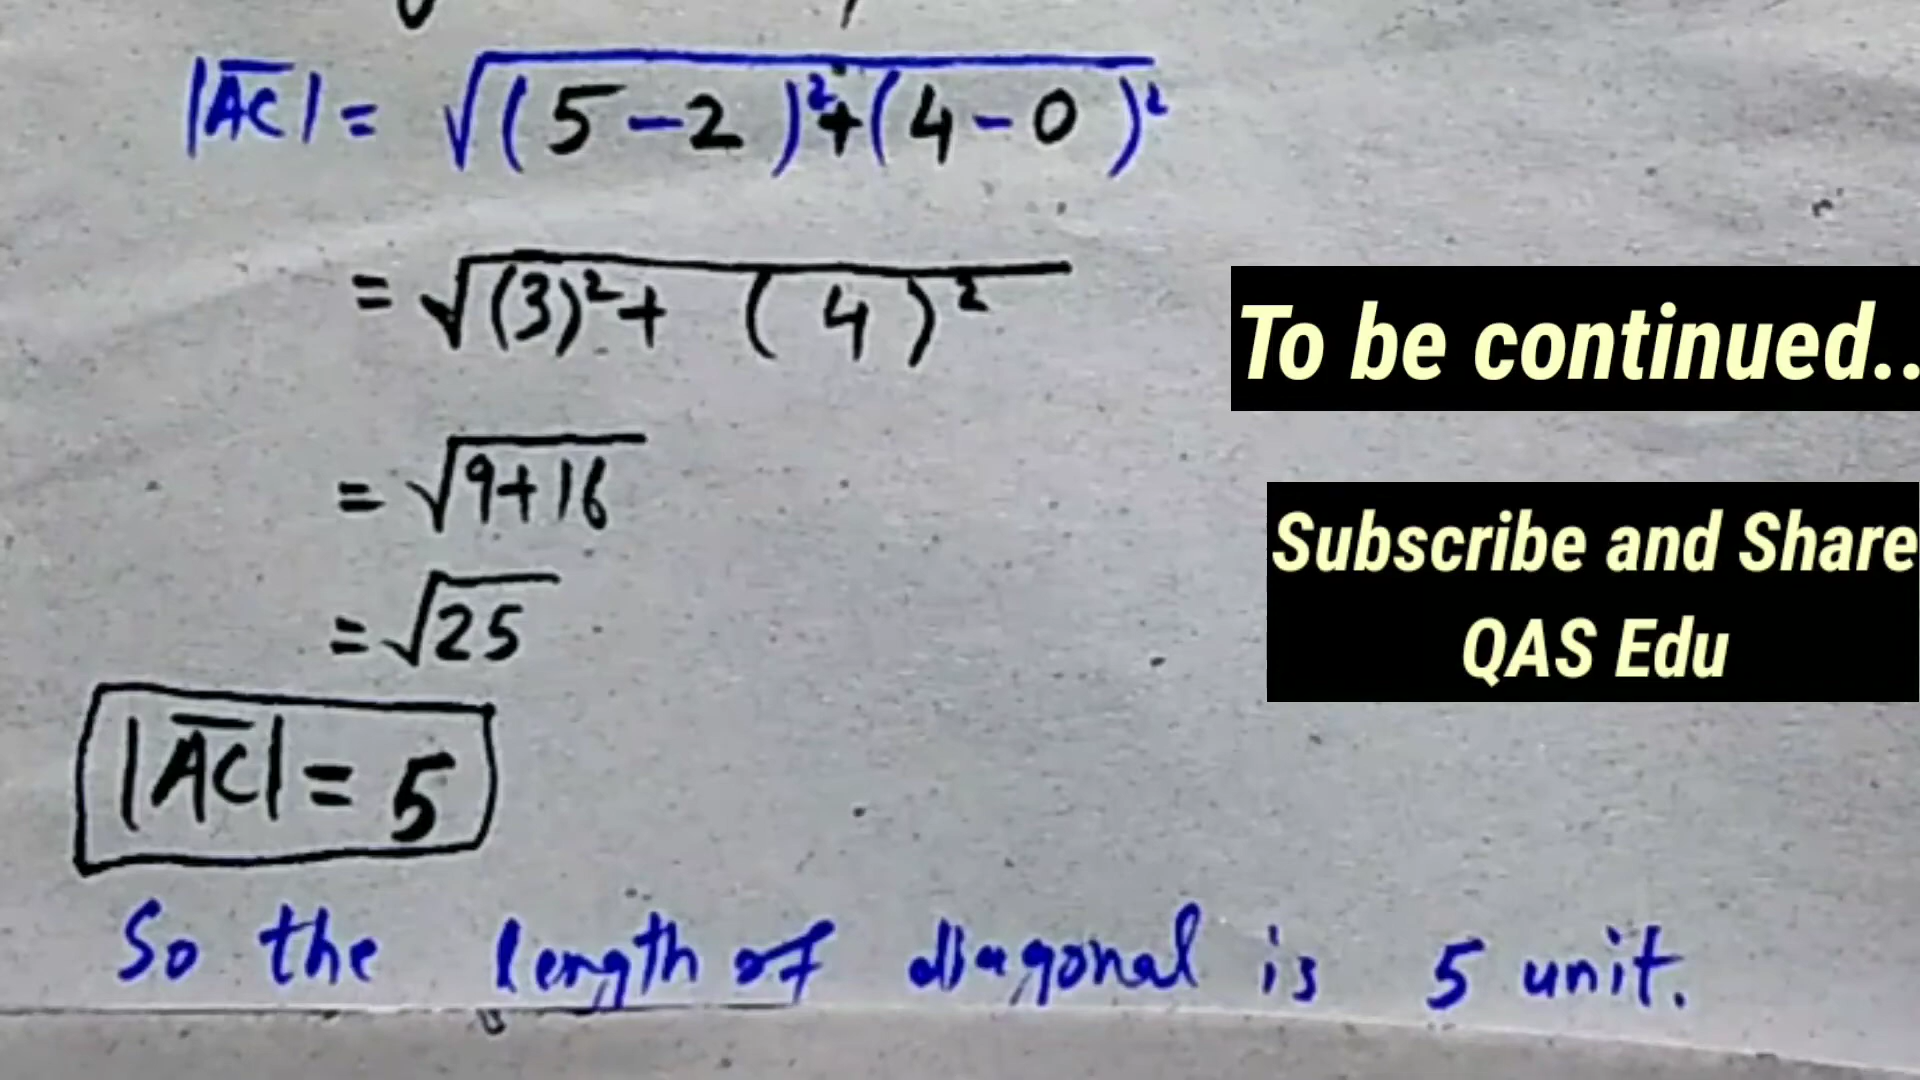 |AC| = √(5-2)²+(4-0)²
= √(3)²+ (4)²
= √9+16
= √25
|AC| = 5
So the length of diagonal is 5 unit.
To be continued..
Subscribe and Share
QAS Edu